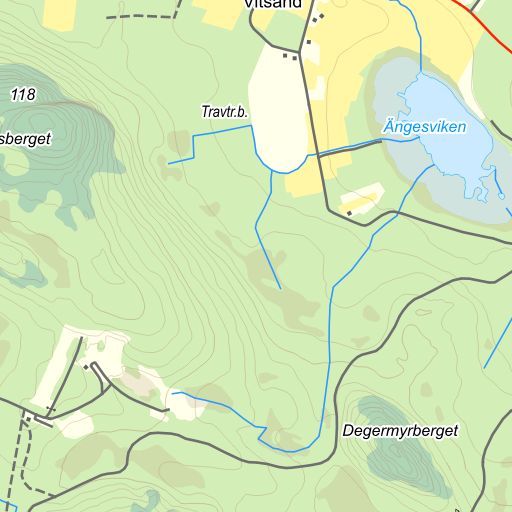 Vitsand
118
Travtr.b.
Ängesviken
sberget
Degermyrberget